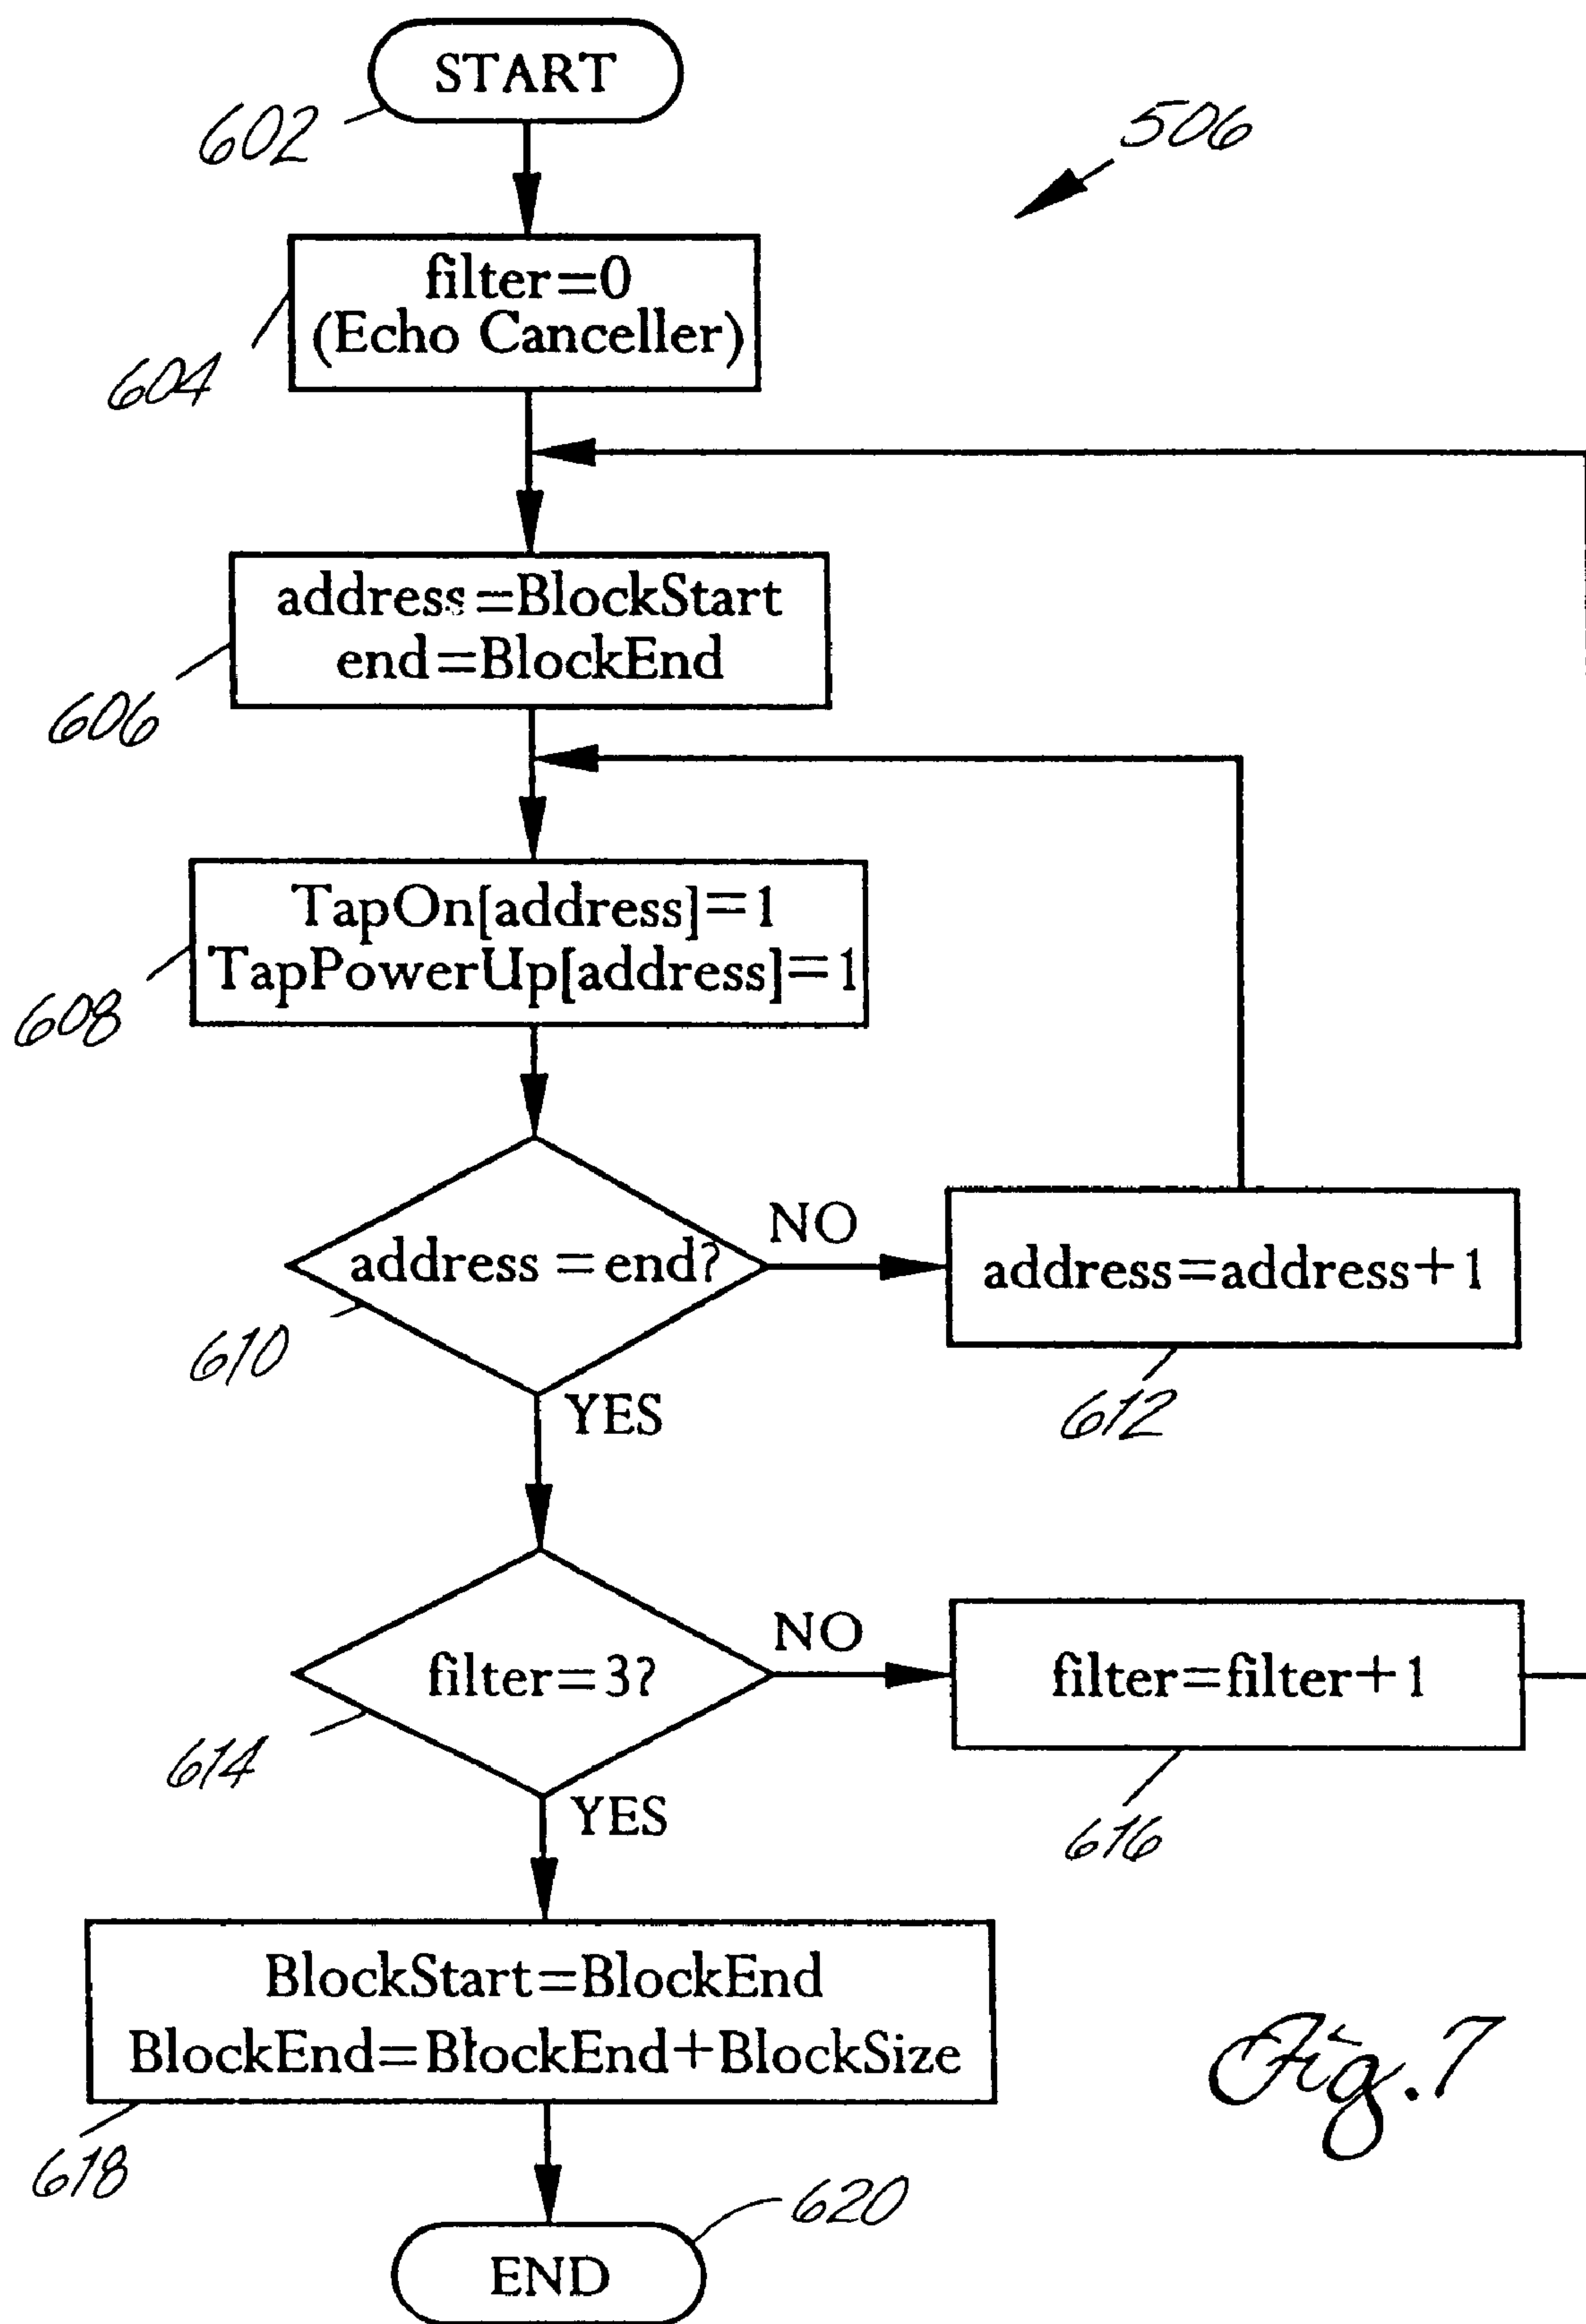 START
602
506
filter=0
(Echo Canceller)
604
address=BlockStart
end=BlockEnd
606
TapOn[address]=1
TapPowerUp[address]=1
608
address=end?
NO
address=address+1
610
612
YES
filter=3?
NO
filter=filter+1
614
616
YES
BlockStart=BlockEnd
BlockEnd=BlockEnd+BlockSize
618
Fig. 7
620
END